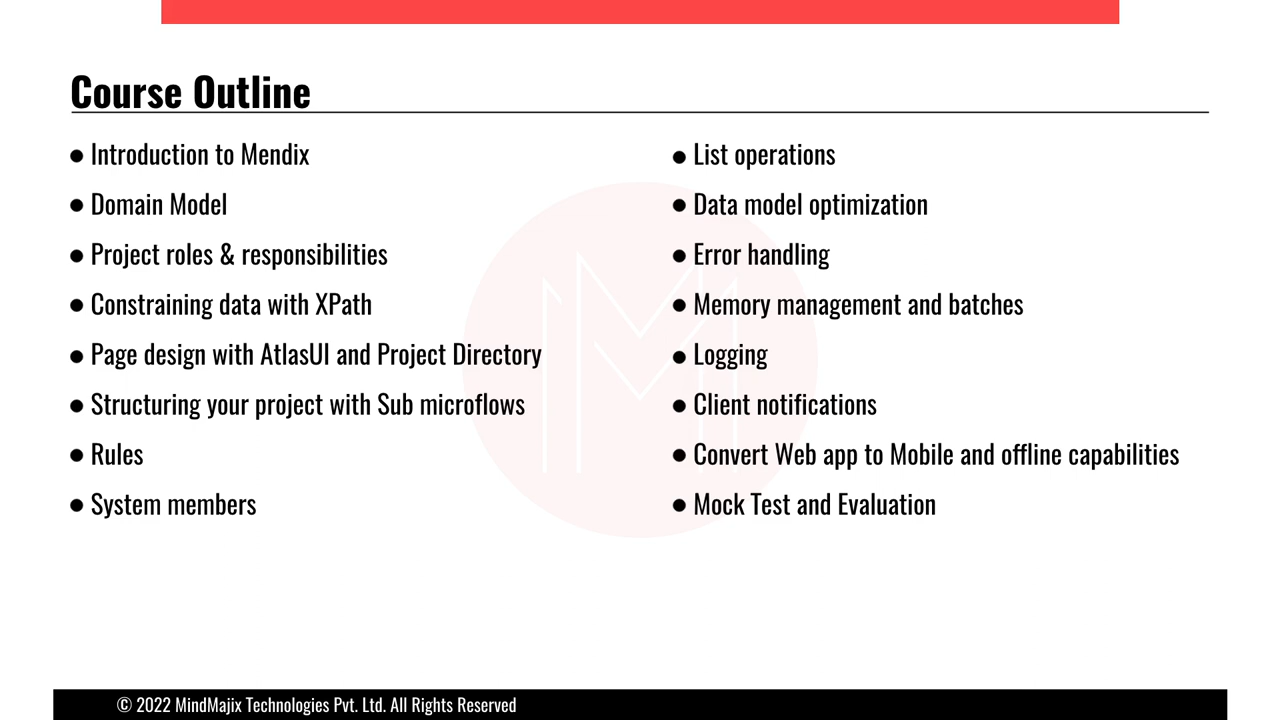 Course Outline
● Introduction to Mendix
● Domain Model
● Project roles & responsibilities
● Constraining data with XPath
● Page design with AtlasUI and Project Directory
● Structuring your project with Sub microflows
● Rules
● System members
● List operations
● Data model optimization
● Error handling
● Memory management and batches
● Logging
● Client notifications
● Convert Web app to Mobile and offline capabilities
● Mock Test and Evaluation
© 2022 MindMajix Technologies Pvt. Ltd. All Rights Reserved